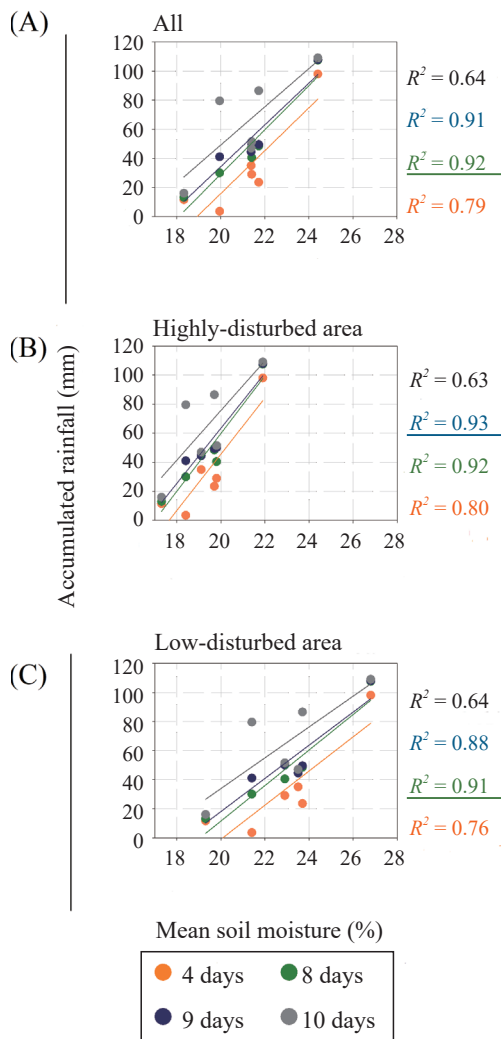 (A)
All
120
100
80
60
40
20
0
18 20 22 24 26 28
R² = 0.64
R² = 0.91
R² = 0.92
R² = 0.79
Accumulated rainfall (mm)
(B)
Highly-disturbed area
120
100
80
60
40
20
0
18 20 22 24 26 28
R² = 0.63
R² = 0.93
R² = 0.92
R² = 0.80
(C)
Low-disturbed area
120
100
80
60
40
20
0
18 20 22 24 26 28
R² = 0.64
R² = 0.88
R² = 0.91
R² = 0.76
Mean soil moisture (%)
4 days 8 days
9 days 10 days